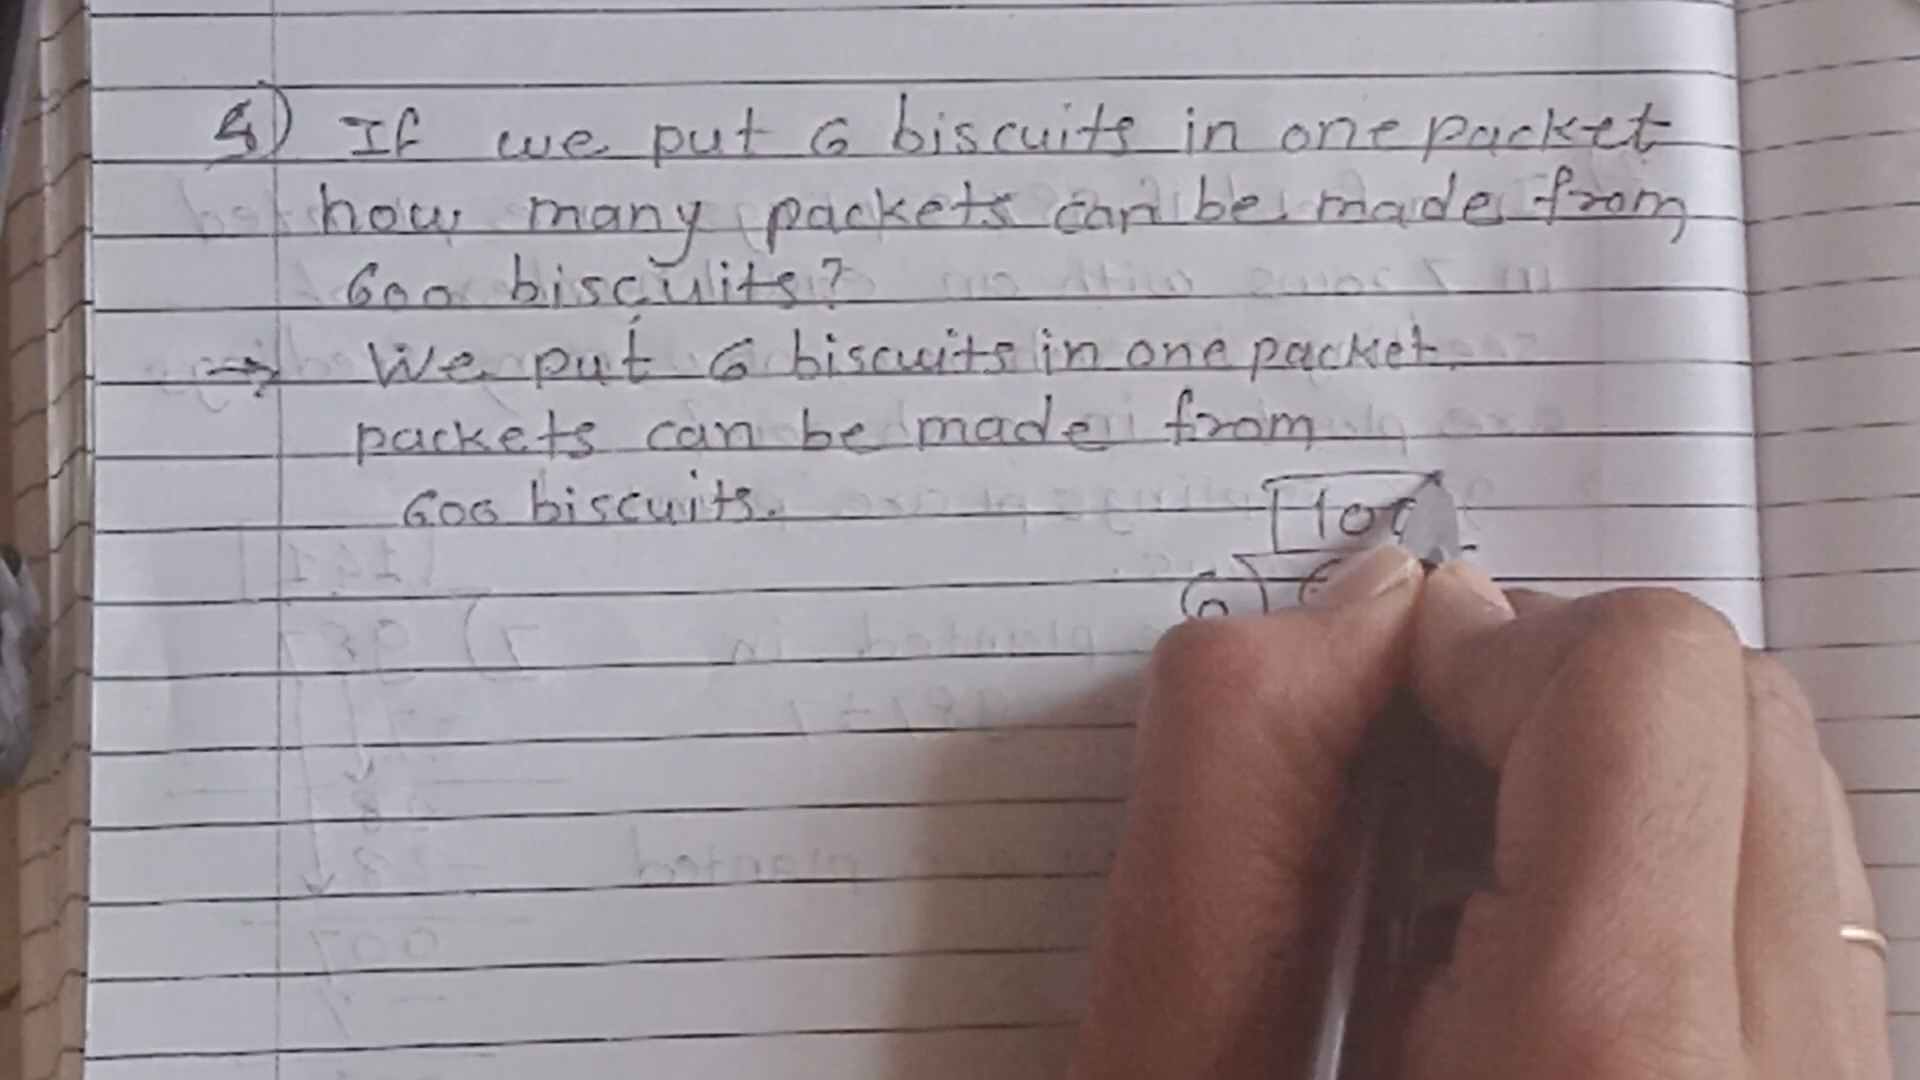 5) If we put 6 biscuits in one packet
how many packets can be made from
600 biscuits?
→ We put 6 biscuits in one packet.
packets can be made from
600 biscuits.
100
6)